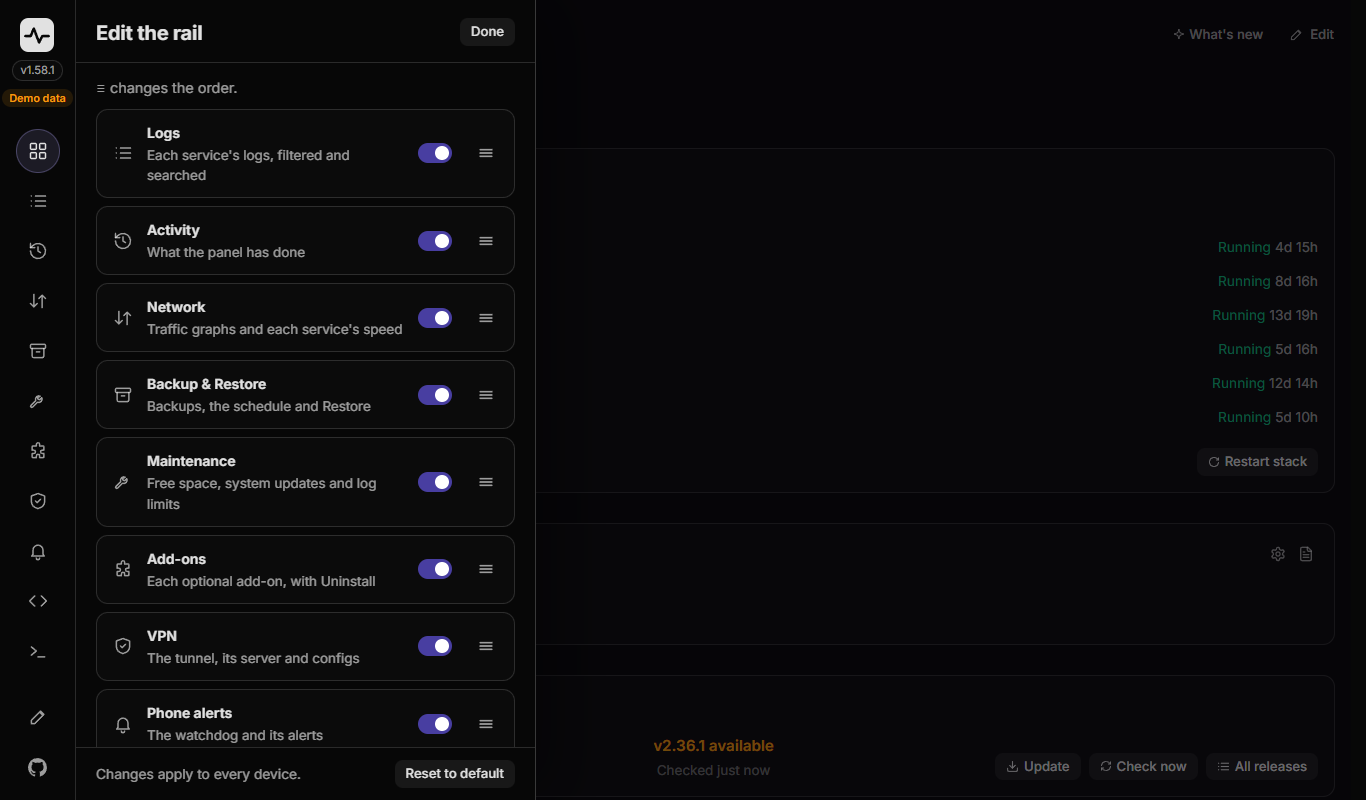 v1.58.1
Demo data
Edit the rail
Done
changes the order.
Logs
Each service's logs, filtered and
searched
Activity
What the panel has done
Network
Traffic graphs and each service's speed
Backup & Restore
Backups, the schedule and Restore
Maintenance
Free space, system updates and log
limits
Add-ons
Each optional add-on, with Uninstall
VPN
The tunnel, its server and configs
Phone alerts
The watchdog and its alerts
Changes apply to every device.
Reset to default
What's new
Edit
Running 4d 15h
Running 8d 16h
Running 13d 19h
Running 5d 16h
Running 12d 14h
Running 5d 10h
Restart stack
v2.36.1 available
Checked just now
Update
Check now
All releases